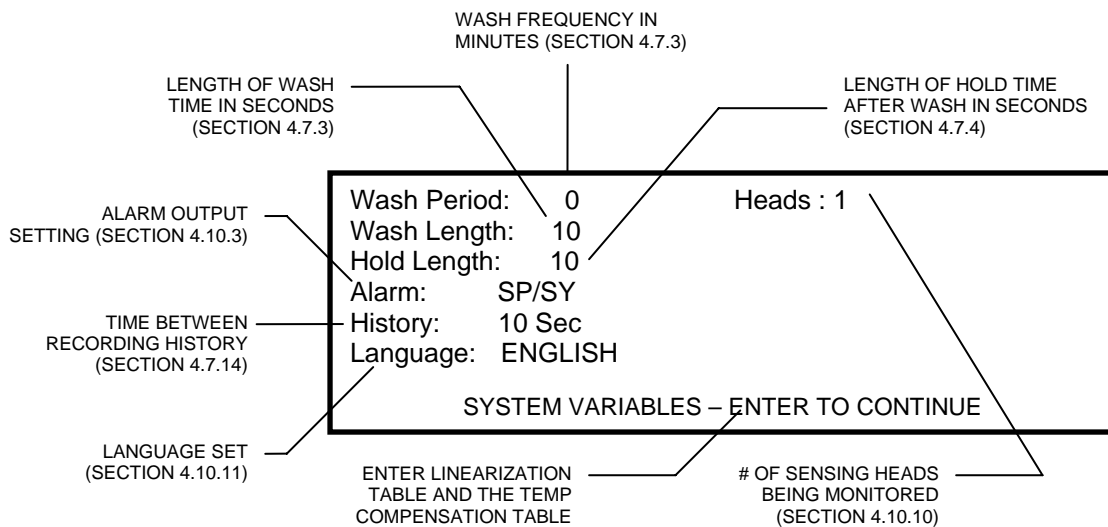 WASH FREQUENCY IN
MINUTES (SECTION 4.7.3)
LENGTH OF WASH
TIME IN SECONDS
(SECTION 4.7.3)
LENGTH OF HOLD TIME
AFTER WASH IN SECONDS
(SECTION 4.7.4)
ALARM OUTPUT
SETTING (SECTION 4.10.3)
TIME BETWEEN
RECORDING HISTORY
(SECTION 4.7.14)
LANGUAGE SET
(SECTION 4.10.11)
Wash Period: 0 Heads : 1
Wash Length: 10
Hold Length: 10
Alarm: SP/SY
History: 10 Sec
Language: ENGLISH
SYSTEM VARIABLES – ENTER TO CONTINUE
ENTER LINEARIZATION
TABLE AND THE TEMP
COMPENSATION TABLE
# OF SENSING HEADS
BEING MONITORED
(SECTION 4.10.10)